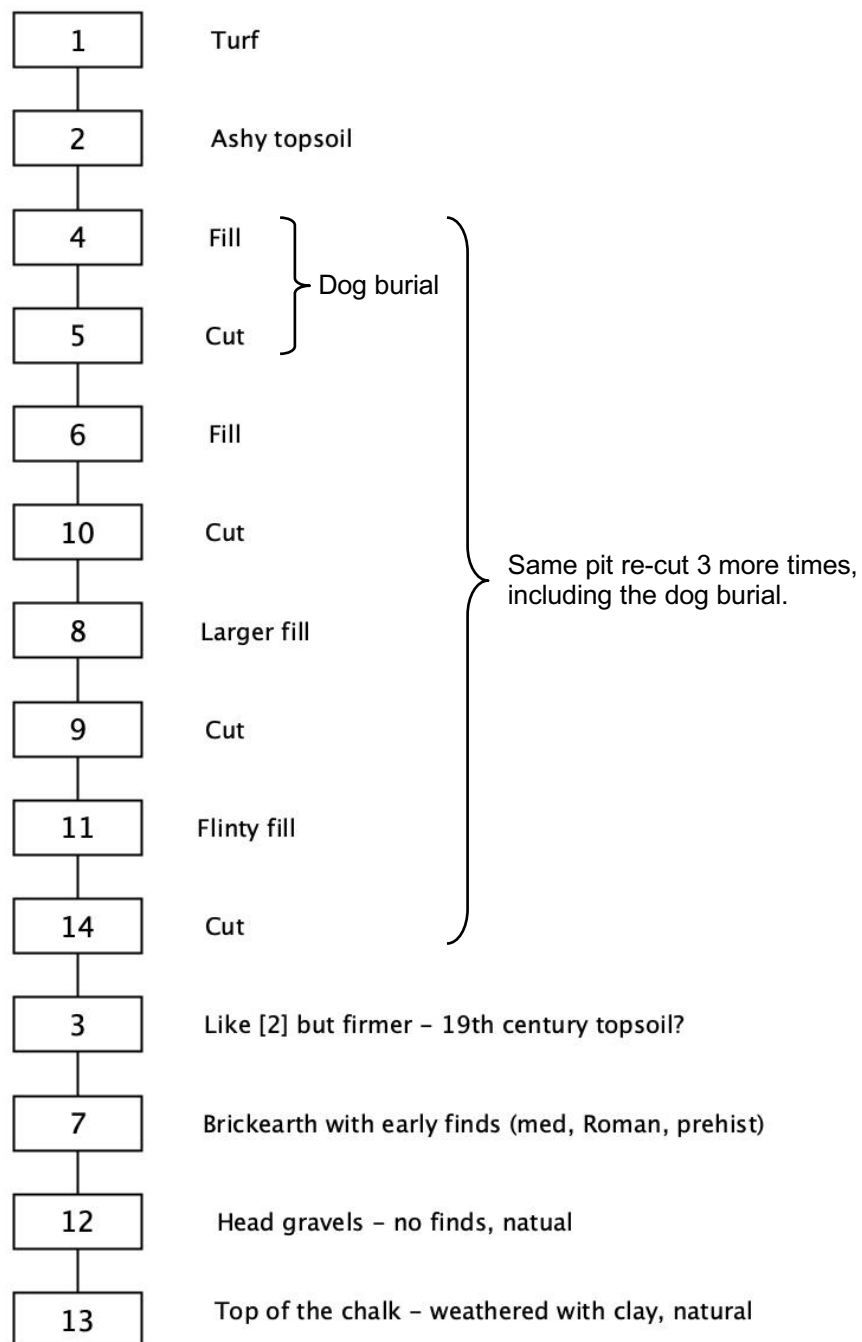 1 Turf
2 Ashy topsoil
4 Fill
Dog burial
5 Cut
6 Fill
10 Cut
Same pit re-cut 3 more times,
including the dog burial.
8 Larger fill
9 Cut
11 Flinty fill
14 Cut
3 Like [2] but firmer – 19th century topsoil?
7 Brickearth with early finds (med, Roman, prehist)
12 Head gravels – no finds, natual
13 Top of the chalk – weathered with clay, natural